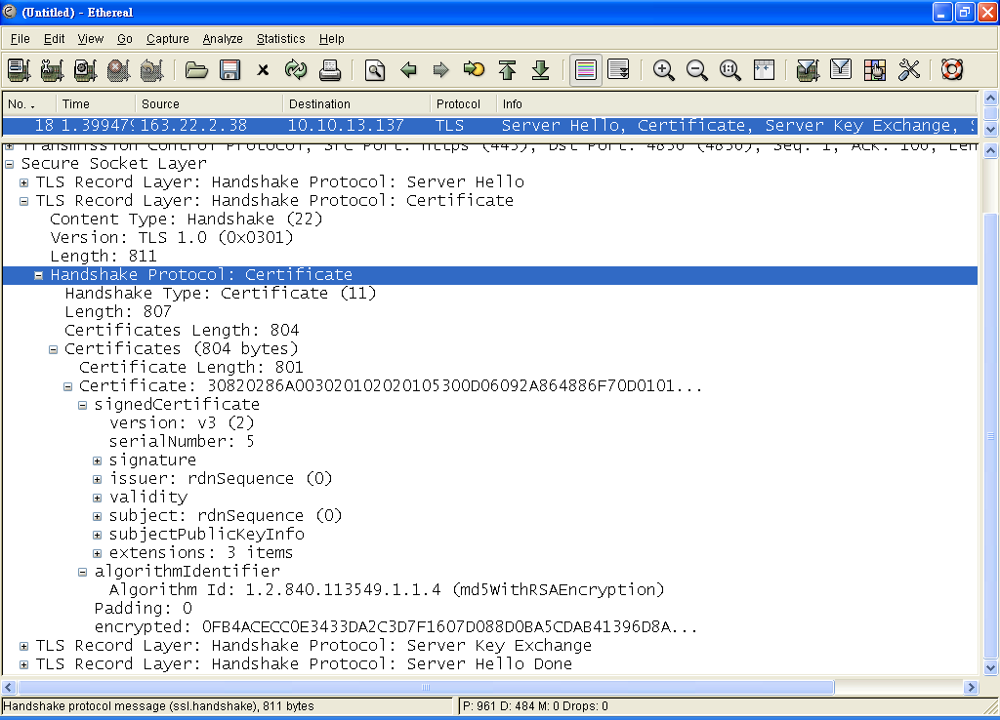 (Untitled) - Ethereal
File Edit View Go Capture Analyze Statistics Help
No. . Time Source Destination Protocol Info
18 1.399479 163.22.2.38 10.10.13.137 TLS Server Hello, Certificate, Server Key Exchange, S
Transmission Control Protocol, Src Port: https (443), Dst Port: 4850 (4850), Seq: 1, Ack: 100, Len
Secure Socket Layer
TLS Record Layer: Handshake Protocol: Server Hello
TLS Record Layer: Handshake Protocol: Certificate
Content Type: Handshake (22)
Version: TLS 1.0 (0x0301)
Length: 811
Handshake Protocol: Certificate
Handshake Type: Certificate (11)
Length: 807
Certificates Length: 804
Certificates (804 bytes)
Certificate Length: 801
Certificate: 30820286A003020102020105300D06092A864886F70D0101...
signedCertificate
version: v3 (2)
serialNumber: 5
signature
issuer: rdnSequence (0)
validity
subject: rdnSequence (0)
subjectPublicKeyInfo
extensions: 3 items
algorithmIdentifier
Algorithm Id: 1.2.840.113549.1.1.4 (md5WithRSAEncryption)
Padding: 0
encrypted: 0FB4ACECC0E3433DA2C3D7F1607D088D0BA5CDAB41396D8A...
TLS Record Layer: Handshake Protocol: Server Key Exchange
TLS Record Layer: Handshake Protocol: Server Hello Done
Handshake protocol message (ssl.handshake), 811 bytes P: 961 D: 484 M: 0 Drops: 0